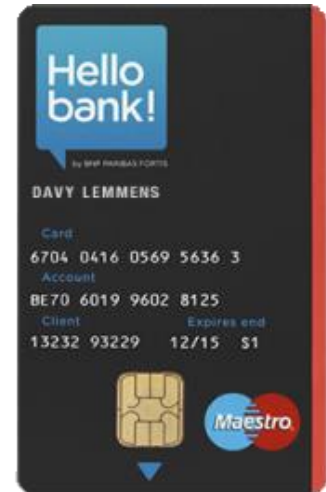 Hello
bank!
by BNP PARIBAS FORTIS
DAVY LEMMENS
Card
6704 0416 0569 5636 3
Account
BE70 6019 9602 8125
Client Expires end
13232 93229 12/15 S1
Maestro